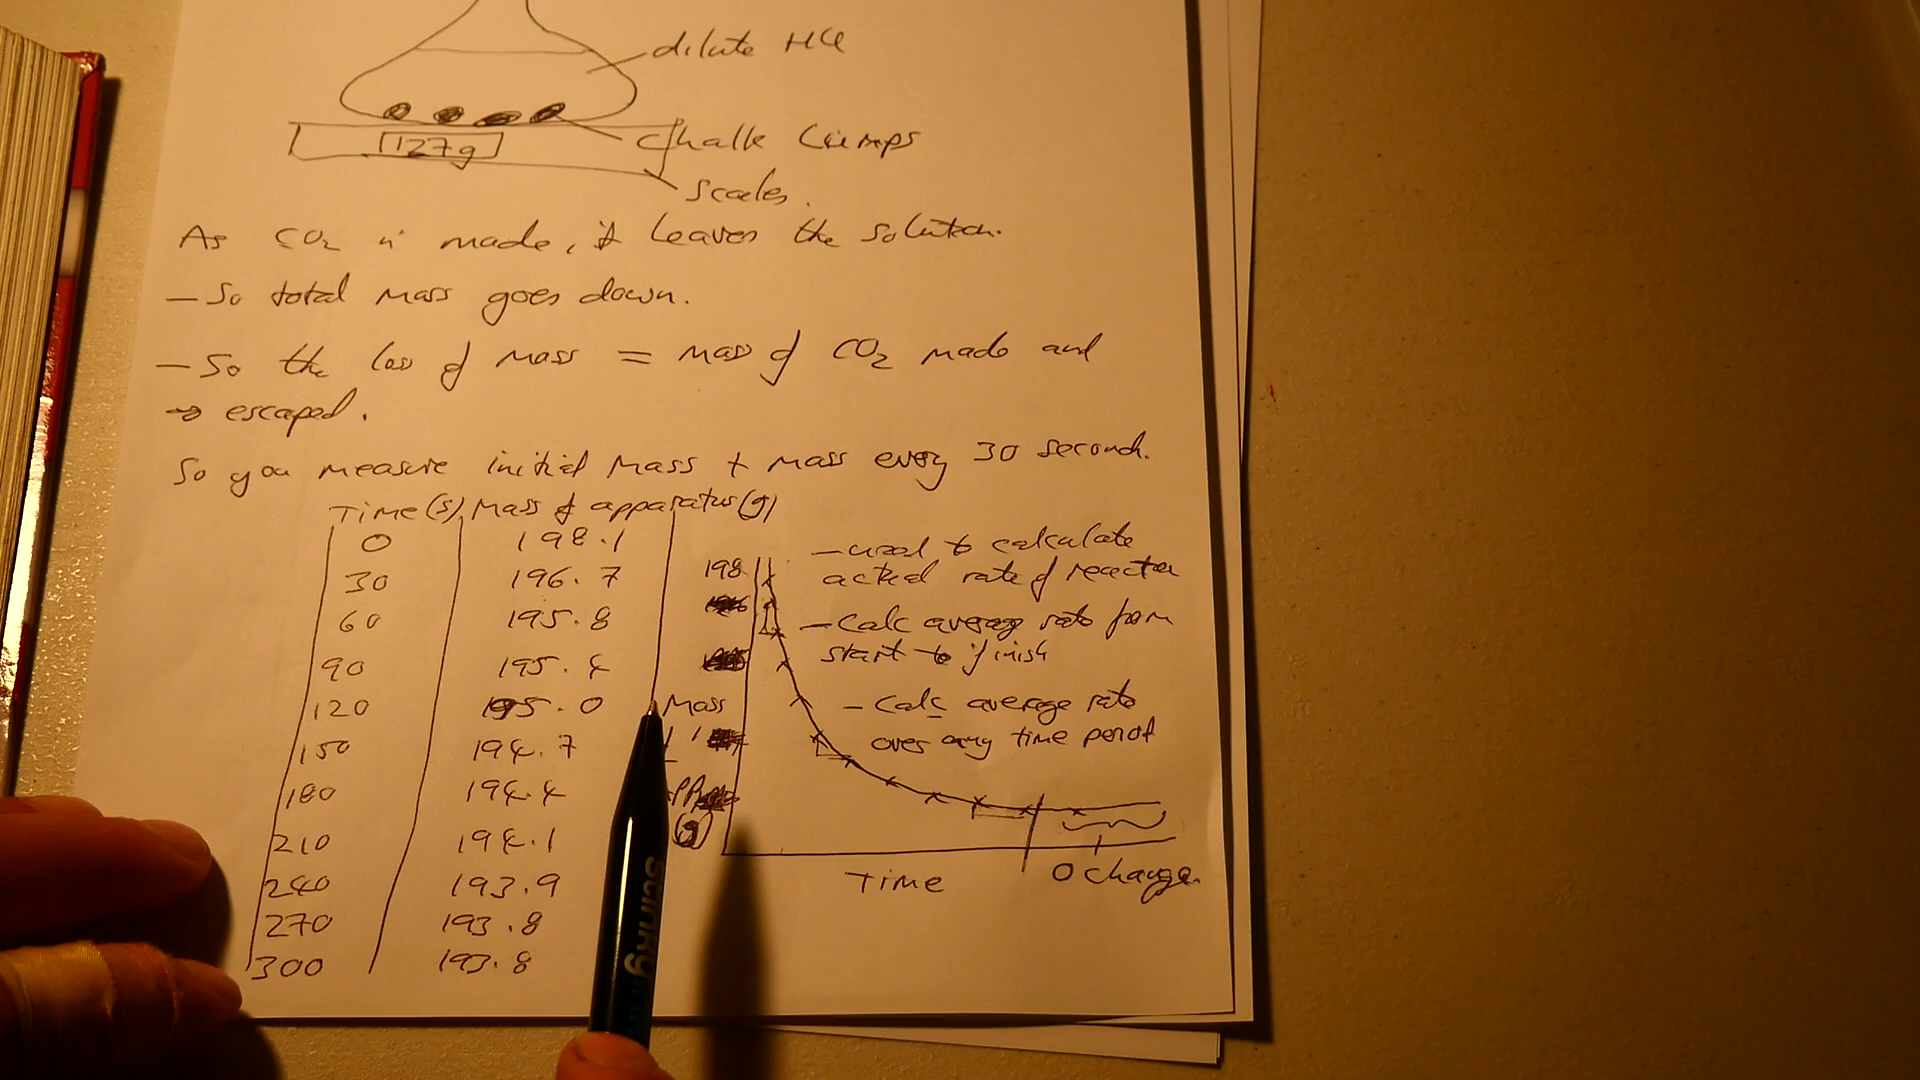 dilute HCl
127g
chalk lumps
scales.
As CO2 is made, it leaves the solution.
- So total mass goes down.
- So the loss of mass = mass of CO2 made and
→ escaped.
So you measure initial mass + mass every 30 seconds.
Time (s) Mass of apparatus (g)
0 198.1
30 196.7
60 195.8
90 195.4
120 195.0
150 194.7
180 194.4
210 194.1
240 193.9
270 193.8
300 193.8
198
Mass
(g)
Time
0 change.
- used to calculate
actual rate of reaction
- Calc average rate from
start to finish
- Calc average rate
over any time period